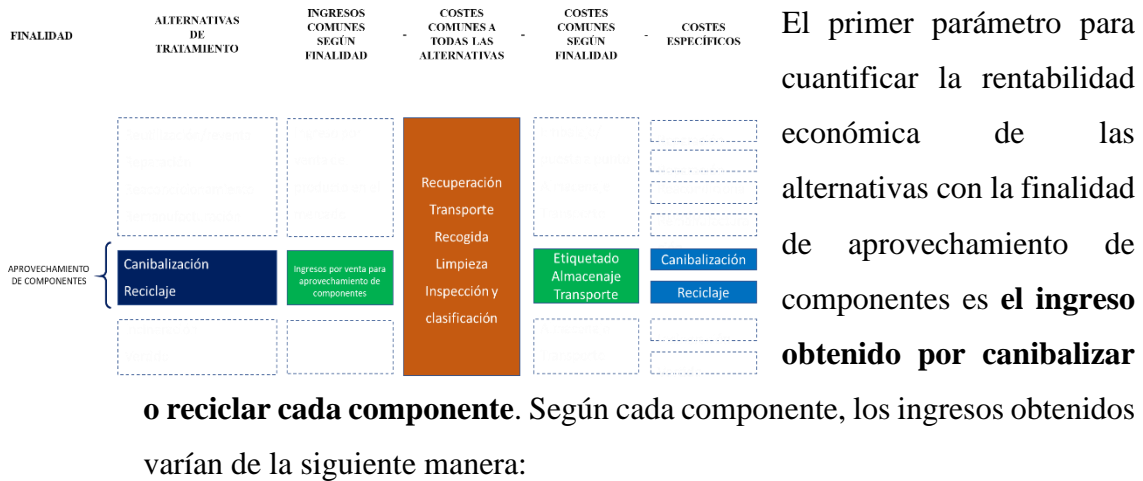 FINALIDAD
ALTERNATIVAS
DE
TRATAMIENTO
INGRESOS
COMUNES
SEGÚN
FINALIDAD
-
COSTES
COMUNES A
TODAS LAS
ALTERNATIVAS
-
COSTES
COMUNES
SEGÚN
FINALIDAD
-
COSTES
ESPECÍFICOS
APROVECHAMIENTO
DE COMPONENTES
Canibalización
Reciclaje
Ingresos por venta para
aprovechamiento de
componentes
Recuperación
Transporte
Recogida
Limpieza
Inspección y
clasificación
Etiquetado
Almacenaje
Transporte
Canibalización
Reciclaje
El primer parámetro para
cuantificar la rentabilidad
económica de las
alternativas con la finalidad
de aprovechamiento de
componentes es el ingreso
obtenido por canibalizar
o reciclar cada componente. Según cada componente, los ingresos obtenidos
varían de la siguiente manera: